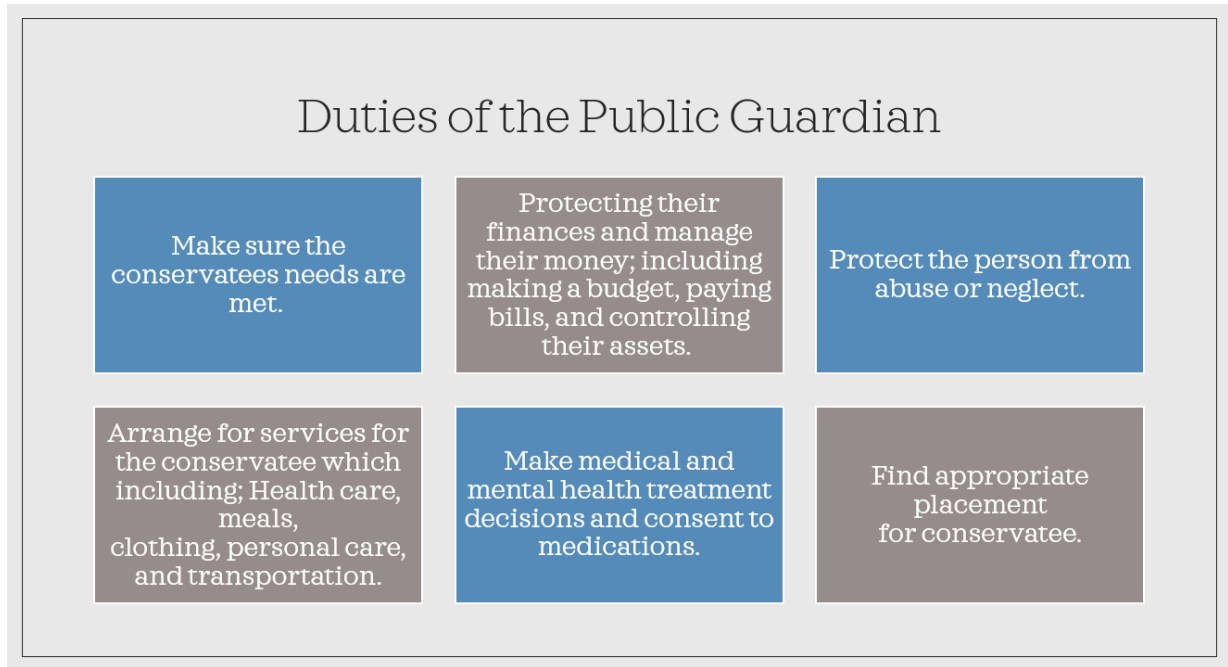 Duties of the Public Guardian
Make sure the
conservatees needs are
met.
Protecting their
finances and manage
their money; including
making a budget, paying
bills, and controlling
their assets.
Protect the person from
abuse or neglect.
Arrange for services for
the conservatee which
including; Health care,
meals,
clothing, personal care,
and transportation.
Make medical and
mental health treatment
decisions and consent to
medications.
Find appropriate
placement
for conservatee.